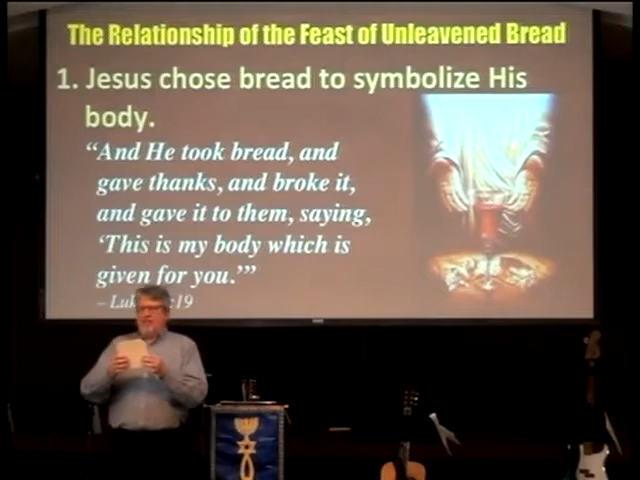 The Relationship of the Feast of Unleavened Bread
1. Jesus chose bread to symbolize His
body.
“And He took bread, and
gave thanks, and broke it,
and gave it to them, saying,
‘This is my body which is
given for you.’”
– Luk :19